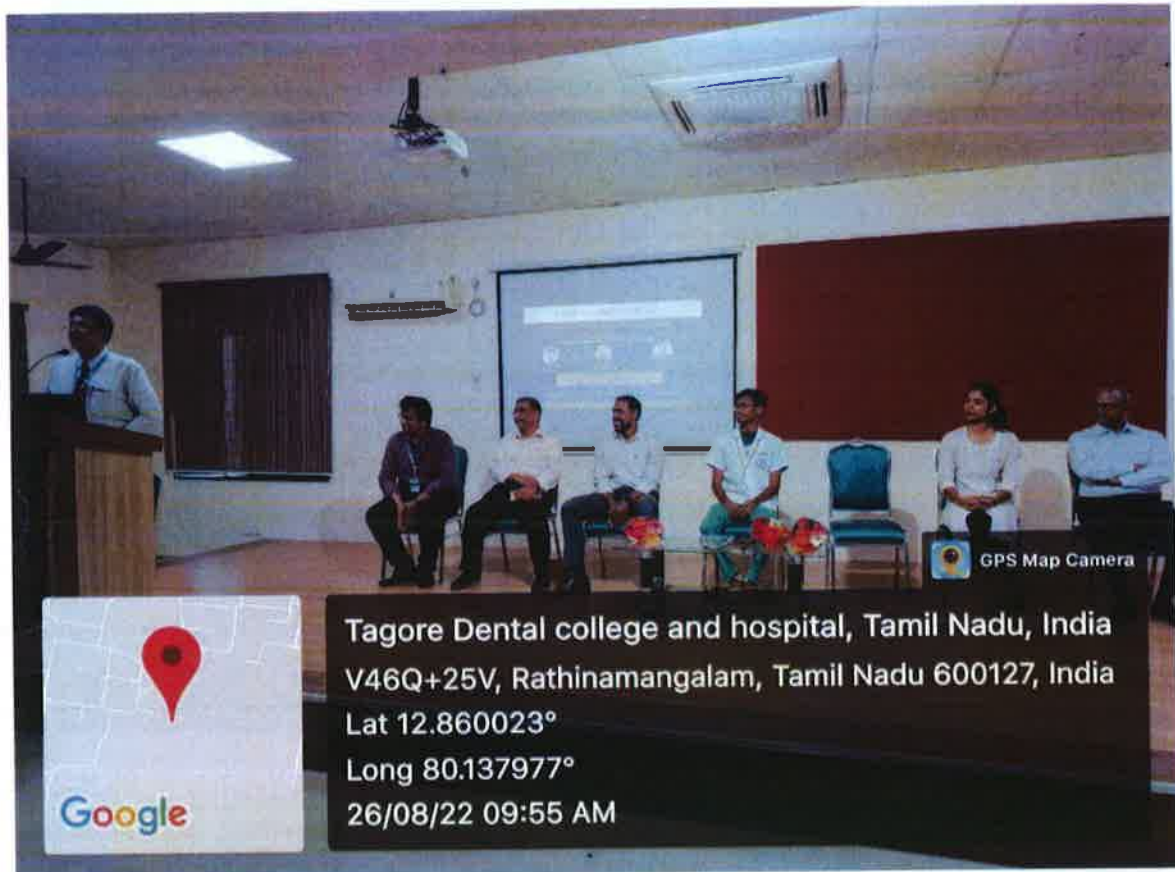 GPS Map Camera
Tagore Dental college and hospital, Tamil Nadu, India
V46Q+25V, Rathinamangalam, Tamil Nadu 600127, India
Lat 12.860023°
Long 80.137977°
26/08/22 09:55 AM
Google